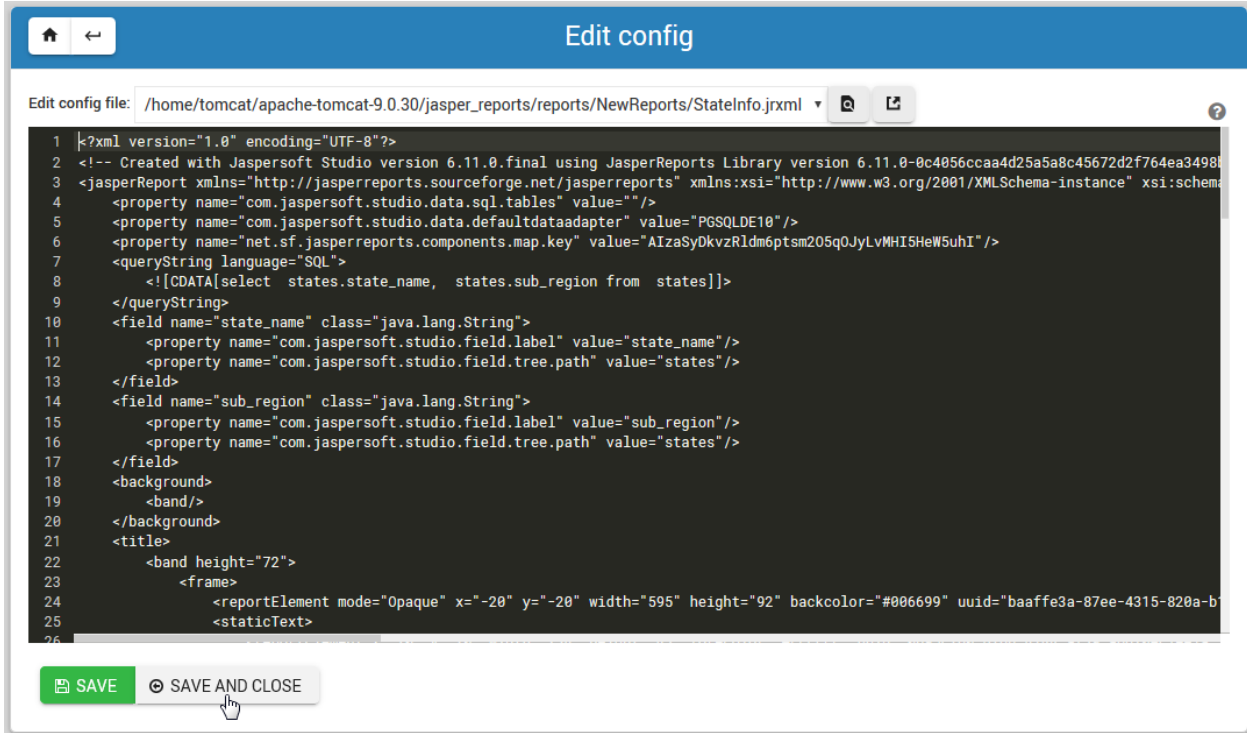 Edit config
Edit config file: /home/tomcat/apache-tomcat-9.0.30/jasper_reports/reports/NewReports/StateInfo.jrxml
1 <?xml version="1.0" encoding="UTF-8"?>
2 <!-- Created with Jaspersoft Studio version 6.11.0.final using JasperReports Library version 6.11.0-0c4056ccaa4d25a5a8c45672d2f764ea3498
3 <jasperReport xmlns="http://jasperreports.sourceforge.net/jasperreports" xmlns:xsi="http://www.w3.org/2001/XMLSchema-instance" xsi:schema
4 <property name="com.jaspersoft.studio.data.sql.tables" value=""/>
5 <property name="com.jaspersoft.studio.data.defaultdataadapter" value="PGSQLDE10"/>
6 <property name="net.sf.jasperreports.components.map.key" value="AIzaSyDkvzRldm6ptsm2O5qOJyLvMHI5HeW5uhI"/>
7 <queryString language="SQL">
8 <![CDATA[select  states.state_name,  states.sub_region from  states]]>
9 </queryString>
10 <field name="state_name" class="java.lang.String">
11 <property name="com.jaspersoft.studio.field.label" value="state_name"/>
12 <property name="com.jaspersoft.studio.field.tree.path" value="states"/>
13 </field>
14 <field name="sub_region" class="java.lang.String">
15 <property name="com.jaspersoft.studio.field.label" value="sub_region"/>
16 <property name="com.jaspersoft.studio.field.tree.path" value="states"/>
17 </field>
18 <background>
19 <band/>
20 </background>
21 <title>
22 <band height="72">
23 <frame>
24 <reportElement mode="Opaque" x="-20" y="-20" width="595" height="92" backcolor="#006699" uuid="baaffe3a-87ee-4315-820a-b
25 <staticText>
26
SAVE
SAVE AND CLOSE